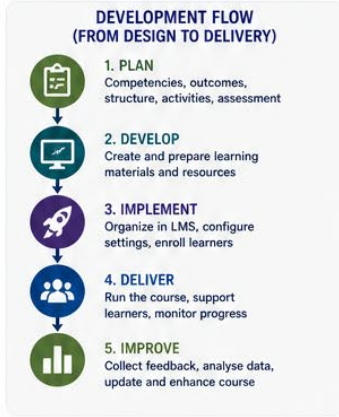 DEVELOPMENT FLOW
(FROM DESIGN TO DELIVERY)
1. PLAN
Competencies, outcomes,
structure, activities, assessment
2. DEVELOP
Create and prepare learning
materials and resources
3. IMPLEMENT
Organize in LMS, configure
settings, enroll learners
4. DELIVER
Run the course, support
learners, monitor progress
5. IMPROVE
Collect feedback, analyse data,
update and enhance course